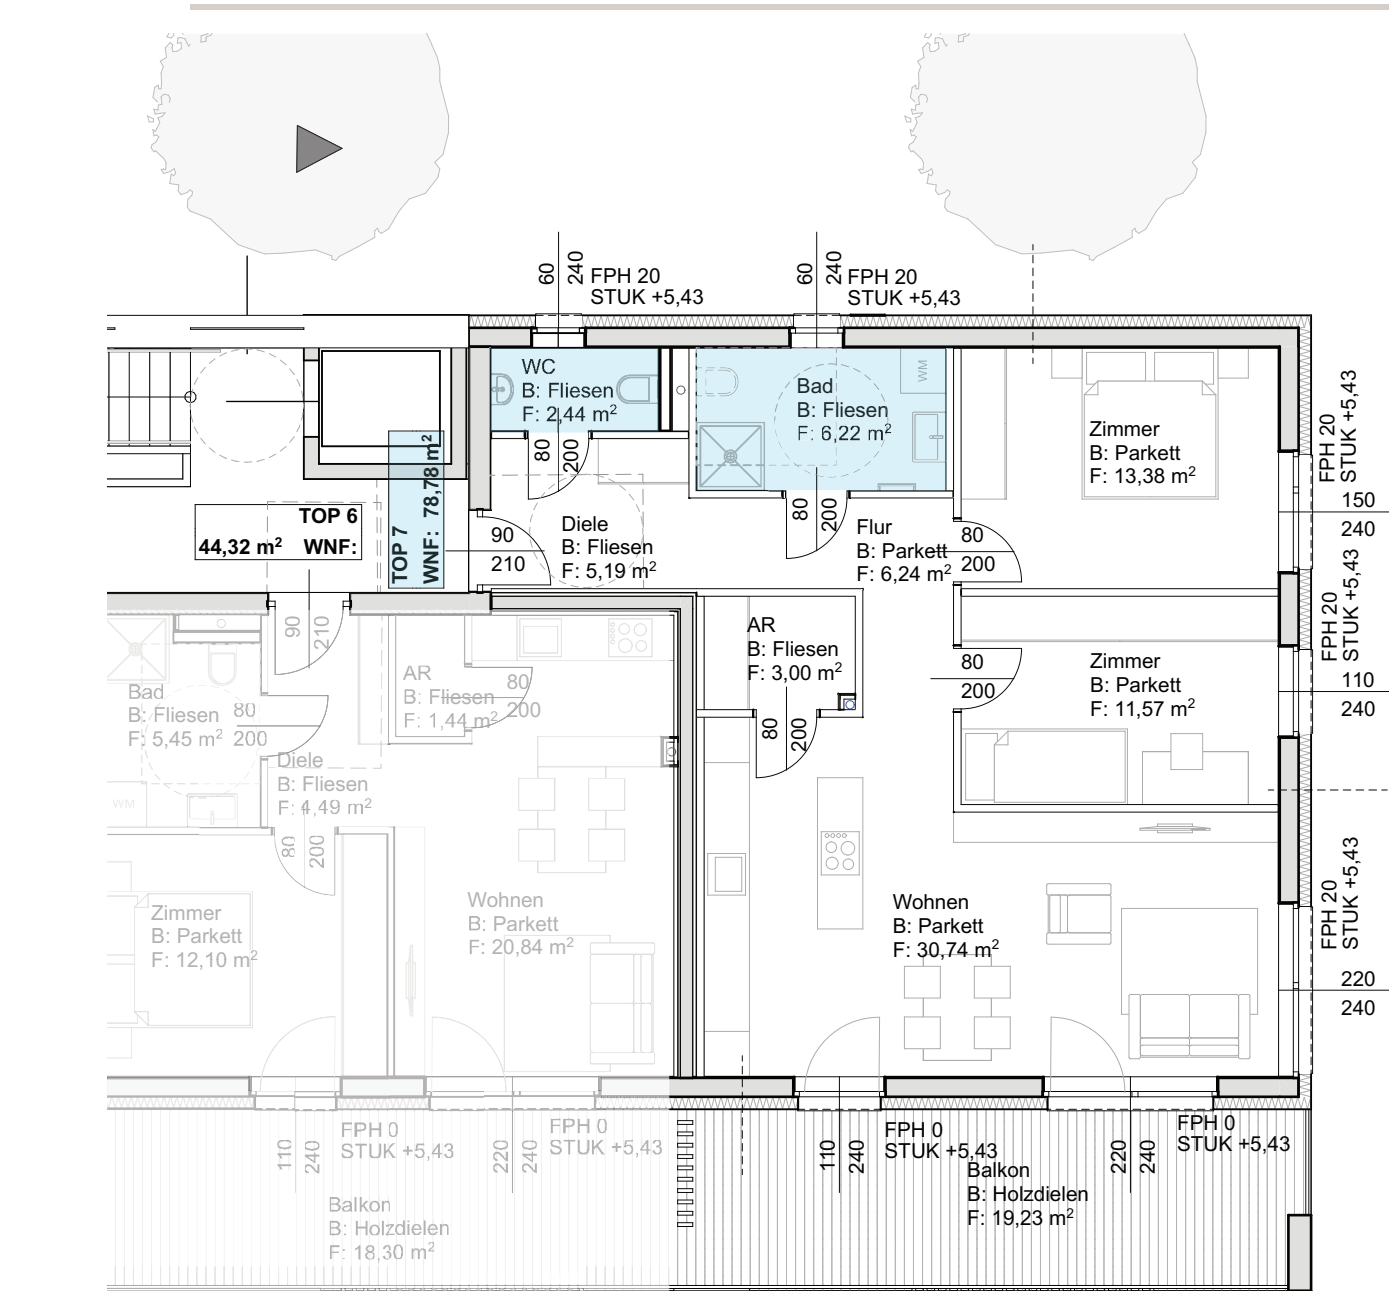 60
240
FPH 20
STUK +5,43
60
240
FPH 20
STUK +5,43
WC
B: Fliesen
F: 2,44 m²
80
200
Bad
B: Fliesen
F: 6,22 m²
WM
80
200
Zimmer
B: Parkett
F: 13,38 m²
FPH 20
STUK +5,43
150
240
TOP 6
44,32 m² WNF:
TOP 7
WNF: 78,78 m²
90
210
Diele
B: Fliesen
F: 5,19 m²
Flur
B: Parkett
F: 6,24 m²
80
200
FPH 20
STUK +5,43
110
240
90
210
AR
B: Fliesen
F: 3,00 m²
80
200
80
200
Zimmer
B: Parkett
F: 11,57 m²
Bad
B: Fliesen
F: 5,45 m²
80
200
WM
AR
B: Fliesen
F: 1,44 m²
80
200
Diele
B: Fliesen
F: 4,49 m²
80
200
Zimmer
B: Parkett
F: 12,10 m²
Wohnen
B: Parkett
F: 20,84 m²
Wohnen
B: Parkett
F: 30,74 m²
FPH 20
STUK +5,43
220
240
110
240
FPH 0
STUK +5,43
220
240
FPH 0
STUK +5,43
110
240
FPH 0
STUK +5,43
220
240
FPH 0
STUK +5,43
Balkon
B: Holzdielen
F: 18,30 m²
Balkon
B: Holzdielen
F: 19,23 m²